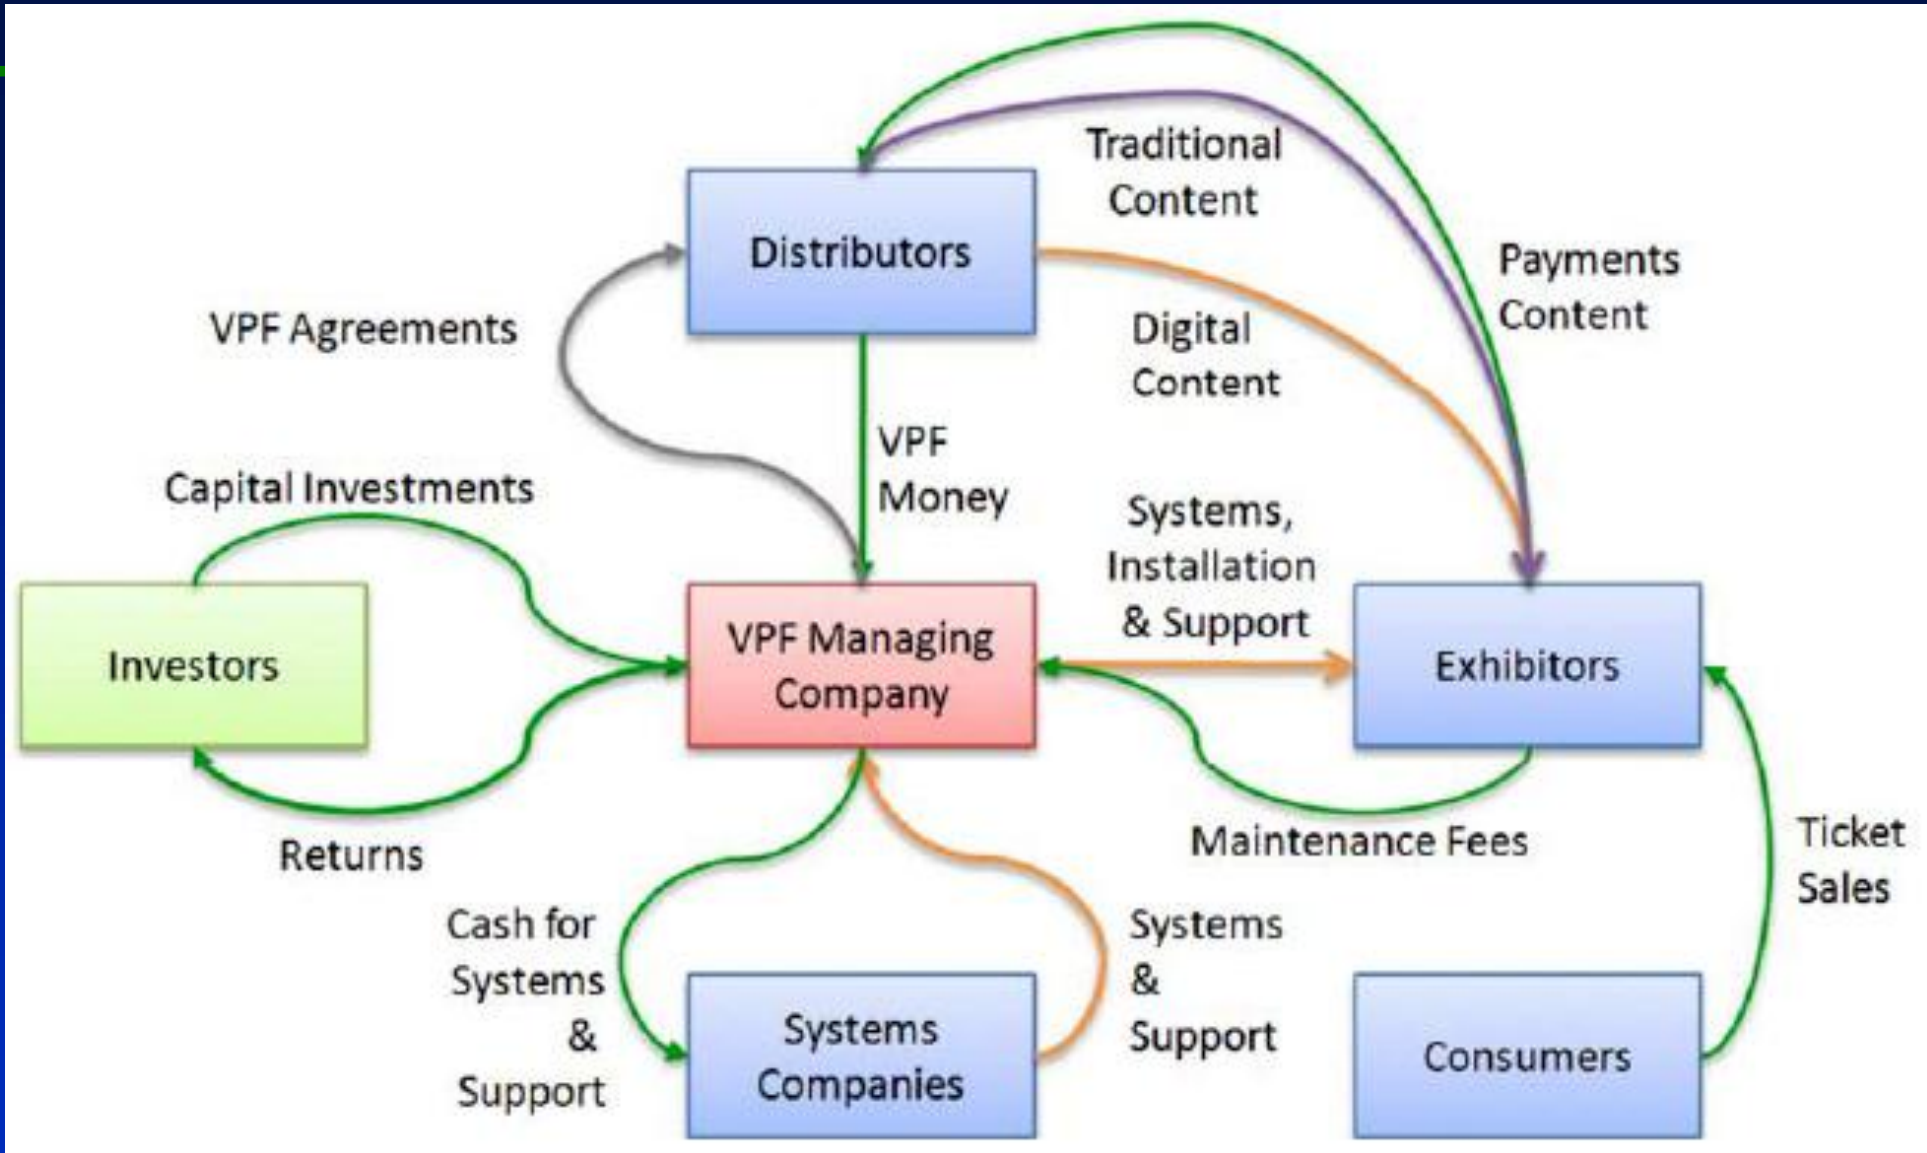 Traditional
Content
Distributors
Payments
Content
VPF Agreements
Digital
Content
VPF
Money
Capital Investments
Systems,
Installation
& Support
Investors
VPF Managing
Company
Exhibitors
Returns
Maintenance Fees
Ticket
Sales
Cash for
Systems
&
Support
Systems
&
Support
Systems
Companies
Consumers